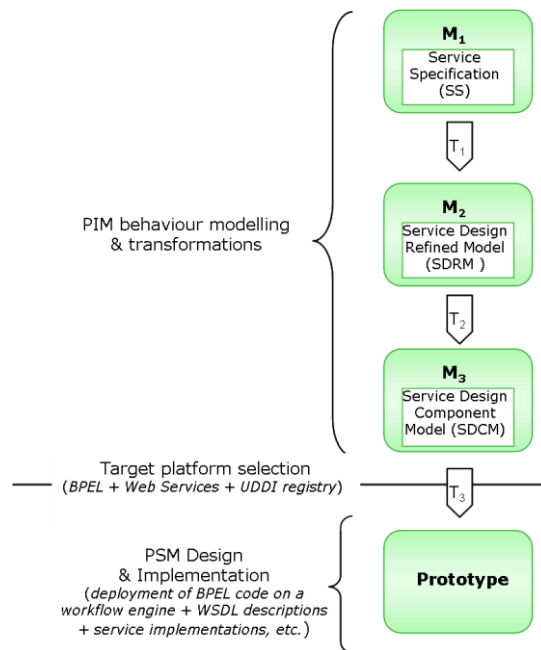 M1
Service
Specification
(SS)
T1
PIM behaviour modelling
& transformations
M2
Service Design
Refined Model
(SDRM )
T2
M3
Service Design
Component
Model (SDCM)
Target platform selection
(BPEL + Web Services + UDDI registry)
T3
PSM Design
& Implementation
(deployment of BPEL code on a
workflow engine + WSDL descriptions
+ service implementations, etc.)
Prototype